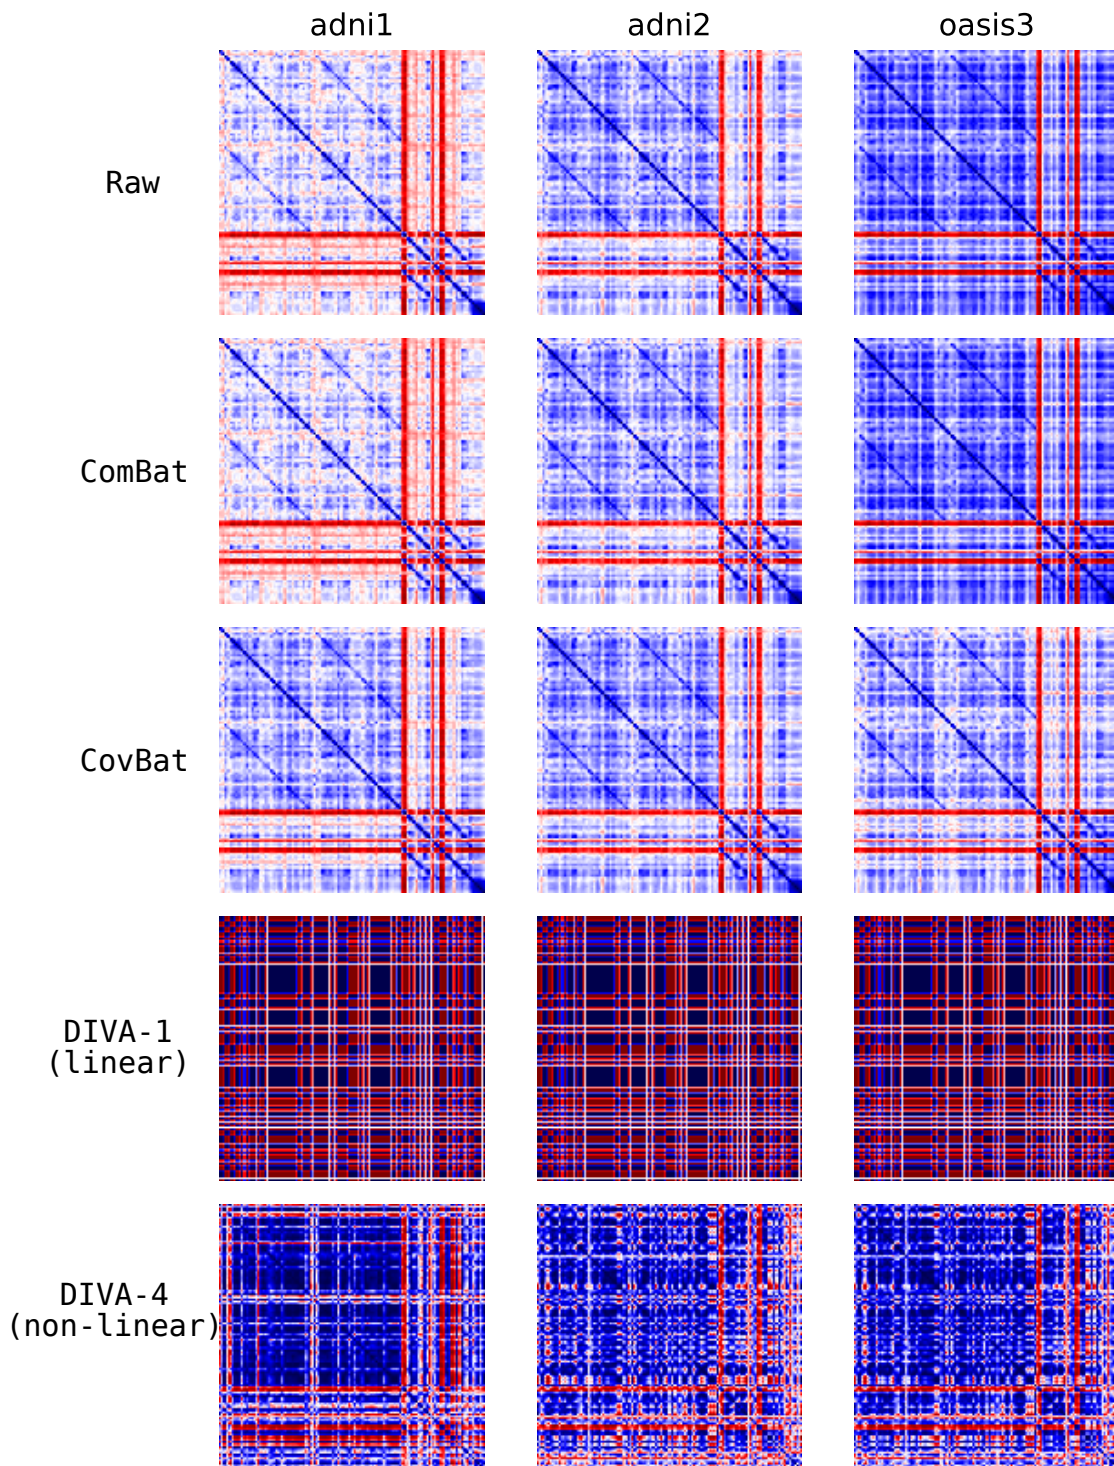 adni1 adni2 oasis3
Raw
ComBat
CovBat
DIVA-1
(linear)
DIVA-4
(non-linear)